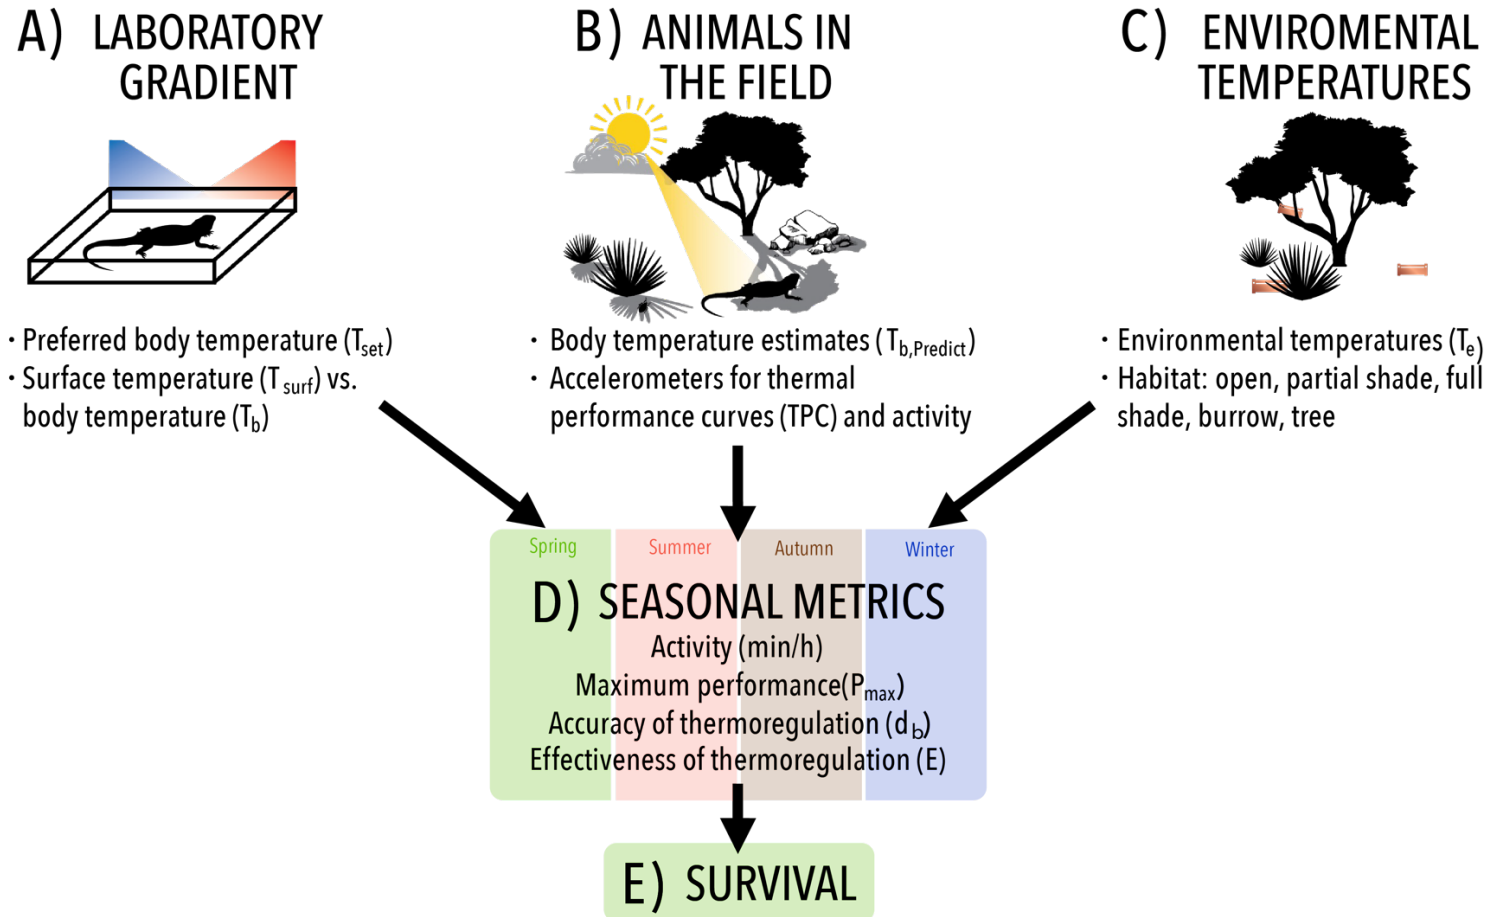 A) LABORATORY
GRADIENT
· Preferred body temperature (Tset)
· Surface temperature (Tsurf) vs.
body temperature (Tb)
B) ANIMALS IN
THE FIELD
· Body temperature estimates (Tb,Predict)
· Accelerometers for thermal
performance curves (TPC) and activity
C) ENVIROMENTAL
TEMPERATURES
· Environmental temperatures (Te)
· Habitat: open, partial shade, full
shade, burrow, tree
Spring Summer Autumn Winter
D) SEASONAL METRICS
Activity (min/h)
Maximum performance(Pmax)
Accuracy of thermoregulation (db)
Effectiveness of thermoregulation (E)
E) SURVIVAL